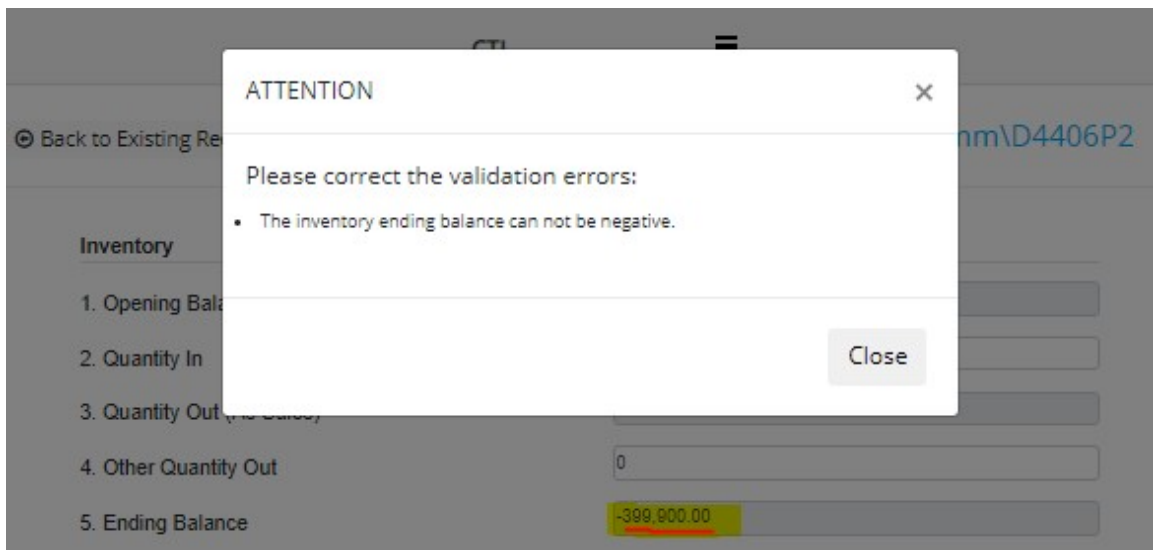 ATTENTION
×
Back to Existing Re
nm\D4406P2
Please correct the validation errors:
• The inventory ending balance can not be negative.
Inventory
1. Opening Bala
2. Quantity In
Close
3. Quantity Out
4. Other Quantity Out 0
5. Ending Balance -399,900.00